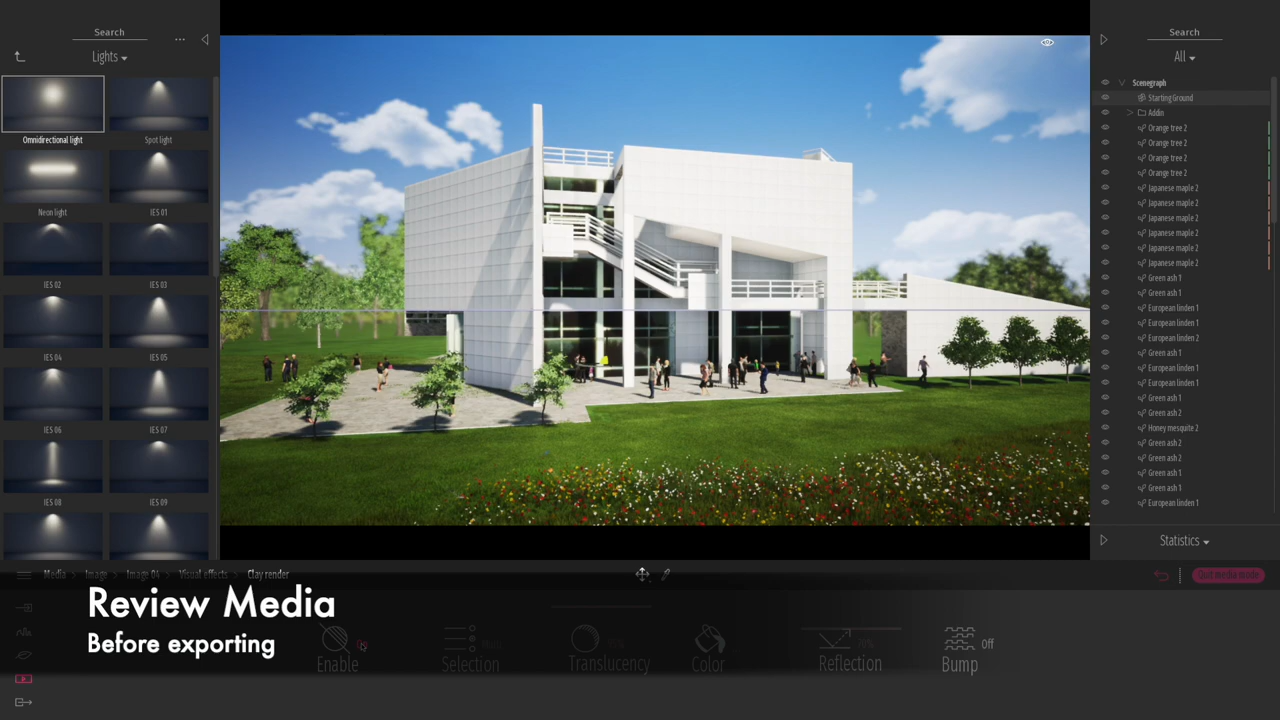 Search
Lights
Omnidirectional light
Spot light
Neon light
IES 01
IES 02
IES 03
IES 04
IES 05
IES 06
IES 07
IES 08
IES 09
Search
All
Scenegraph
Starting Ground
Addin
Orange tree 2
Orange tree 2
Orange tree 2
Orange tree 2
Japanese maple 2
Japanese maple 2
Japanese maple 2
Japanese maple 2
Japanese maple 2
Japanese maple 2
Green ash 1
Green ash 1
European linden 1
European linden 1
European linden 2
Green ash 1
European linden 1
European linden 1
Green ash 1
Green ash 2
Honey mesquite 2
Green ash 2
Green ash 2
Green ash 1
Green ash 1
European linden 1
Statistics
Media > Image > Image 04 > Visual effects > Clay render
Quit media mode
Review Media
Before exporting
Enable
Selection
Translucency
Color
Reflection
Bump
Off